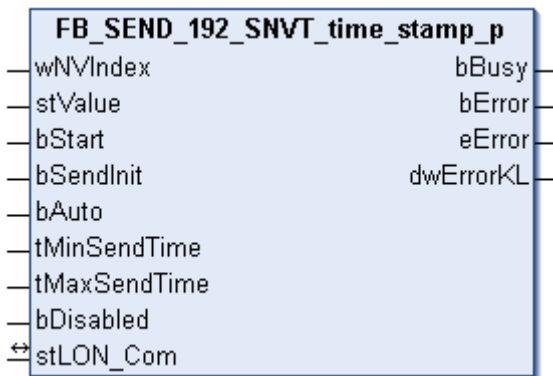 FB_SEND_192_SNVT_time_stamp_p
wNVIndex bBusy
stValue bError
bStart eError
bSendInit dwErrorKL
bAuto
tMinSendTime
tMaxSendTime
bDisabled
stLON_Com